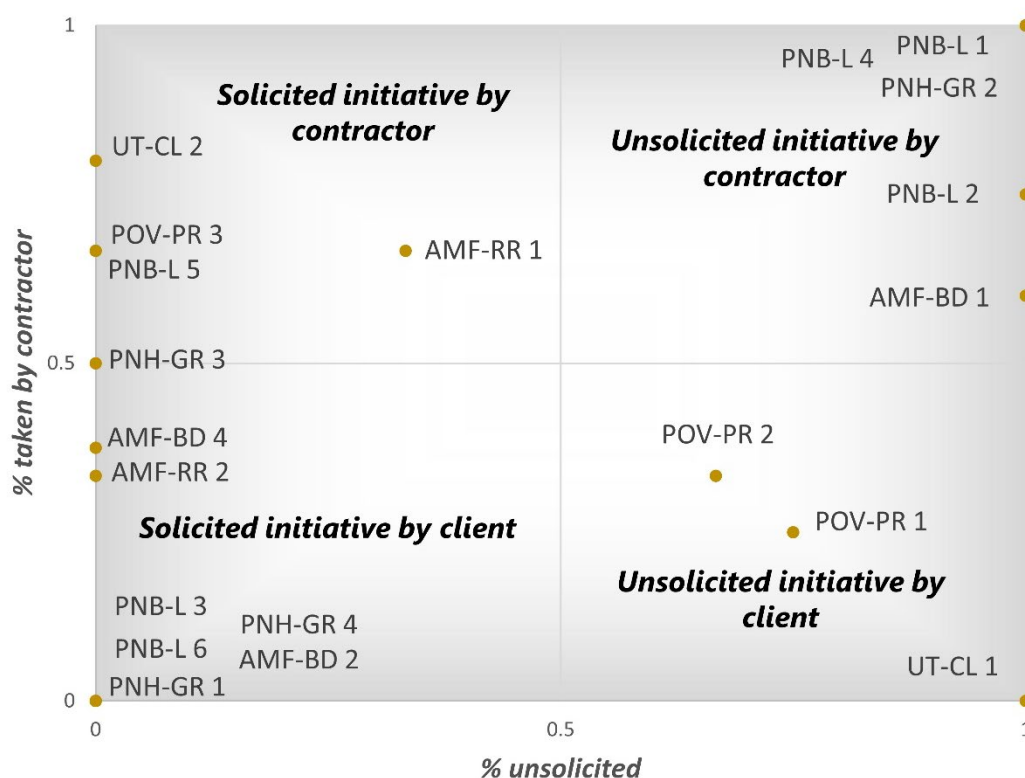 1
PNB-L 1
PNB-L 4
PNH-GR 2
Solicited initiative by
contractor
Unsolicited initiative by
contractor
UT-CL 2
PNB-L 2
POV-PR 3
PNB-L 5
AMF-RR 1
AMF-BD 1
% taken by contractor
0.5
PNH-GR 3
AMF-BD 4
AMF-RR 2
POV-PR 2
Solicited initiative by client
POV-PR 1
Unsolicited initiative by
client
PNB-L 3
PNH-GR 4
PNB-L 6
AMF-BD 2
UT-CL 1
PNH-GR 1
0
0
0.5
1
% unsolicited